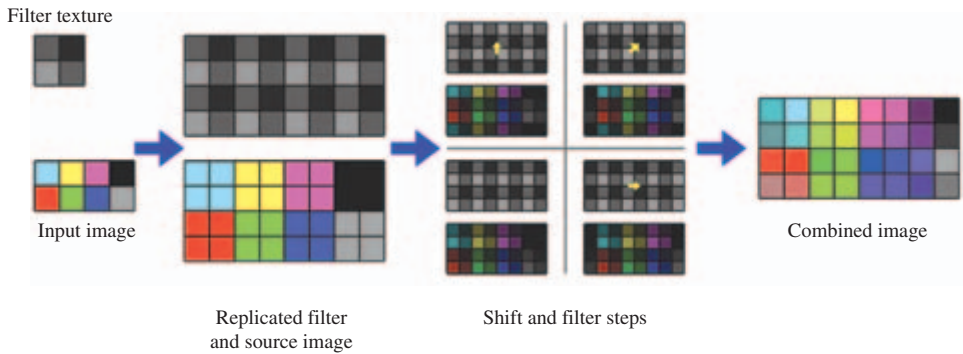 Filter texture
Input image
Replicated filter
and source image
Shift and filter steps
Combined image